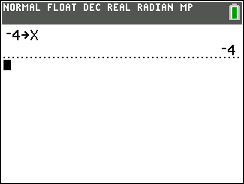 NORMAL FLOAT DEC REAL RADIAN MP
-4→X
-4